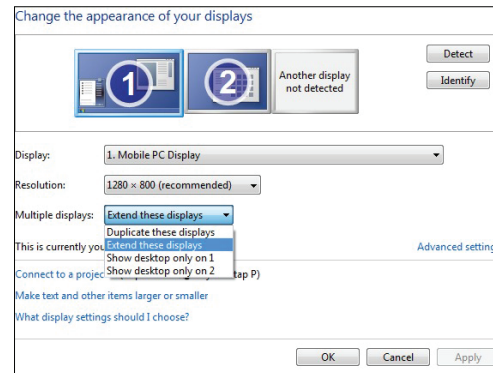 Change the appearance of your displays
1
2
Another display
not detected
Detect
Identify
Display:
1. Mobile PC Display
Resolution:
1280 × 800 (recommended)
Multiple displays:
Extend these displays
Duplicate these displays
This is currently you
Extend these displays
Advanced setting
Show desktop only on 1
Connect to a projec
Show desktop only on 2
tap P)
Make text and other items larger or smaller
What display settings should I choose?
OK
Cancel
Apply